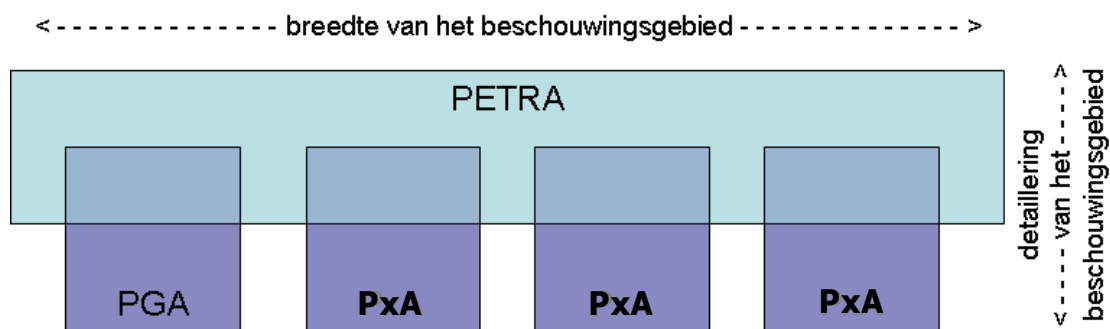 < - - - - - - - - - - - - - - breedte van het beschouwingsgebied - - - - - - - - - - - - - - >
PETRA
PGA
PxA
PxA
PxA
detaillering
< - - - - - van het - - - - - >
beschouwingsgebied